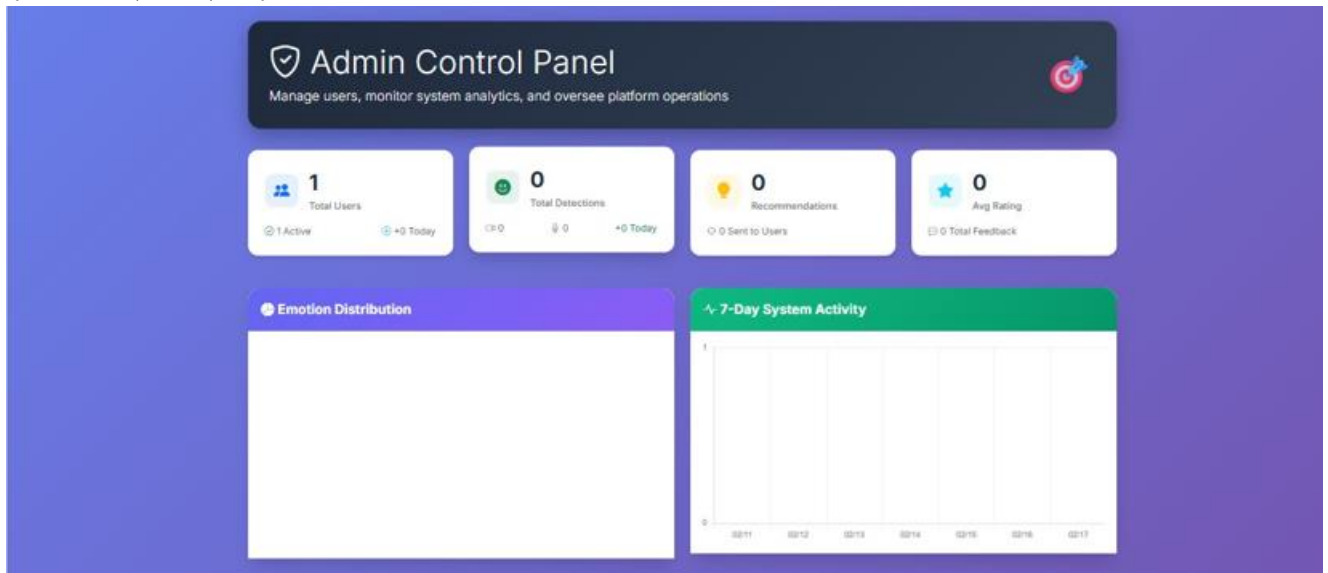 Admin Control Panel
Manage users, monitor system analytics, and oversee platform operations
1
Total Users
1 Active
+0 Today
0
Total Detections
0
0
+0 Today
0
Recommendations
0 Sent to Users
0
Avg Rating
0 Total Feedback
Emotion Distribution
7-Day System Activity
1
0
02/11 02/12 02/13 02/14 02/15 02/16 02/17